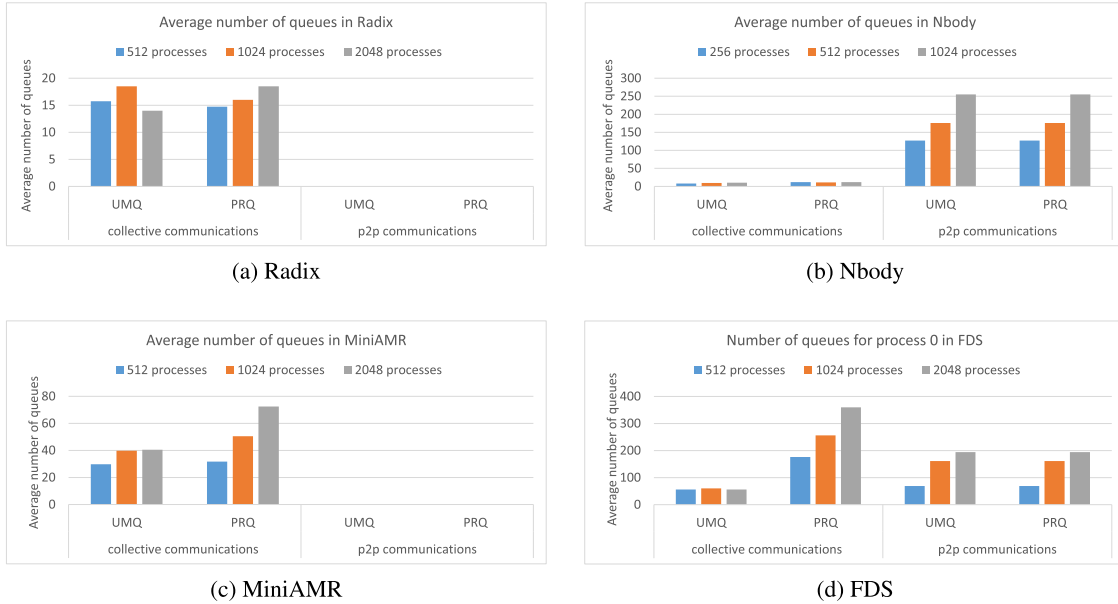 Average number of queues in Radix
512 processes 1024 processes 2048 processes
Average number of queues
20
15
10
5
0
UMQ PRQ UMQ PRQ
collective communications p2p communications
(a) Radix
Average number of queues in Nbody
256 processes 512 processes 1024 processes
Average number of queues
300
250
200
150
100
50
0
UMQ PRQ UMQ PRQ
collective communications p2p communications
(b) Nbody
Average number of queues in MiniAMR
512 processes 1024 processes 2048 processes
Average number of queues
80
60
40
20
0
UMQ PRQ UMQ PRQ
collective communications p2p communications
(c) MiniAMR
Number of queues for process 0 in FDS
512 processes 1024 processes 2048 processes
Average number of queues
400
300
200
100
0
UMQ PRQ UMQ PRQ
collective communications p2p communications
(d) FDS